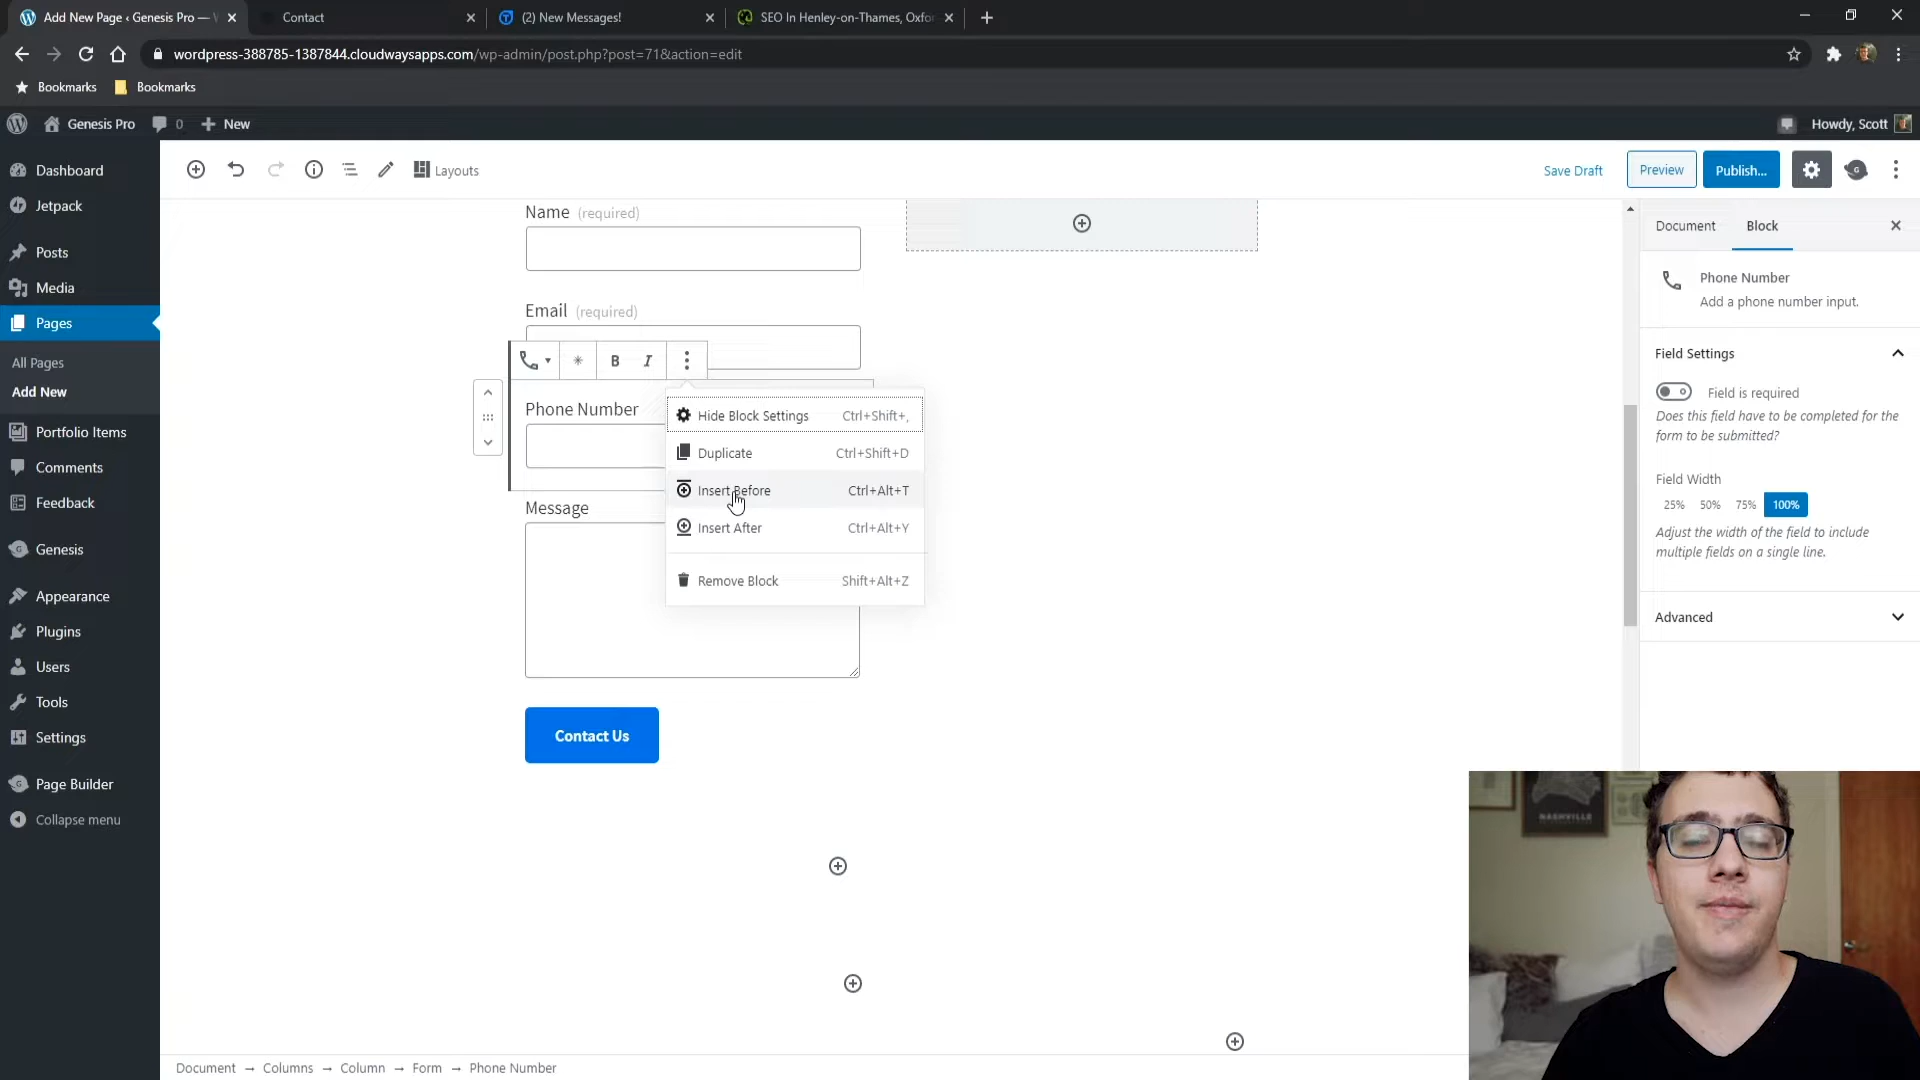 Add New Page ‹ Genesis Pro —
Contact
(2) New Messages!
SEO In Henley-on-Thames, Oxfor
wordpress-388785-1387844.cloudwaysapps.com/wp-admin/post.php?post=71&action=edit
Bookmarks
Bookmarks
Genesis Pro
0
New
Howdy, Scott
Dashboard
Jetpack
Posts
Media
Pages
All Pages
Add New
Portfolio Items
Comments
Feedback
Genesis
Appearance
Plugins
Users
Tools
Settings
Page Builder
Collapse menu
Layouts
Save Draft
Preview
Publish...
Name (required)
Email (required)
B I
Phone Number
Message
Contact Us
Hide Block Settings Ctrl+Shift+,
Duplicate Ctrl+Shift+D
Insert Before Ctrl+Alt+T
Insert After Ctrl+Alt+Y
Remove Block Shift+Alt+Z
Document
Block
Phone Number
Add a phone number input.
Field Settings
Field is required
Does this field have to be completed for the
form to be submitted?
Field Width
25% 50% 75% 100%
Adjust the width of the field to include
multiple fields on a single line.
Advanced
NASHVILLE
Document → Columns → Column → Form → Phone Number